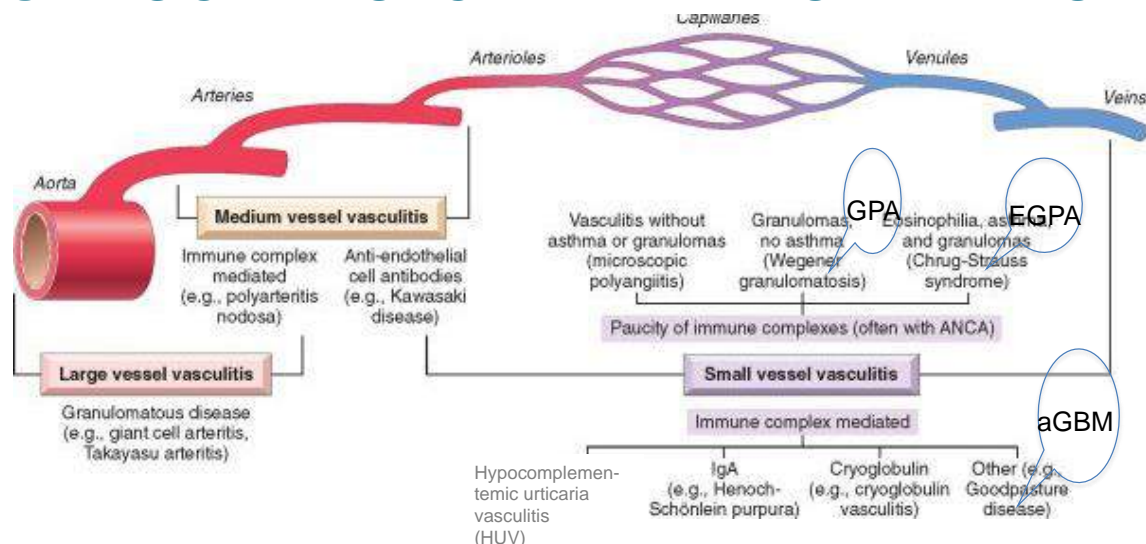 Capillaries
Arterioles
Venules
Arteries
Veins
Aorta
Medium vessel vasculitis
Immune complex
mediated
(e.g., polyarteritis
nodosa)
Anti-endothelial
cell antibodies
(e.g., Kawasaki
disease)
Vasculitis without
asthma or granulomas
(microscopic
polyangiitis)
GPA
Granulomas,
no asthma
(Wegener
granulomatosis)
EGPA
Eosinophilia, asthma,
and granulomas
(Chrug-Strauss
syndrome)
Paucity of immune complexes (often with ANCA)
Large vessel vasculitis
Granulomatous disease
(e.g., giant cell arteritis,
Takayasu arteritis)
Small vessel vasculitis
Immune complex mediated
aGBM
Hypocomplemen-
temic urticaria
vasculitis
(HUV)
IgA
(e.g., Henoch-
Schönlein purpura)
Cryoglobulin
(e.g., cryoglobulin
vasculitis)
Other (e.g.,
Goodpasture
disease)